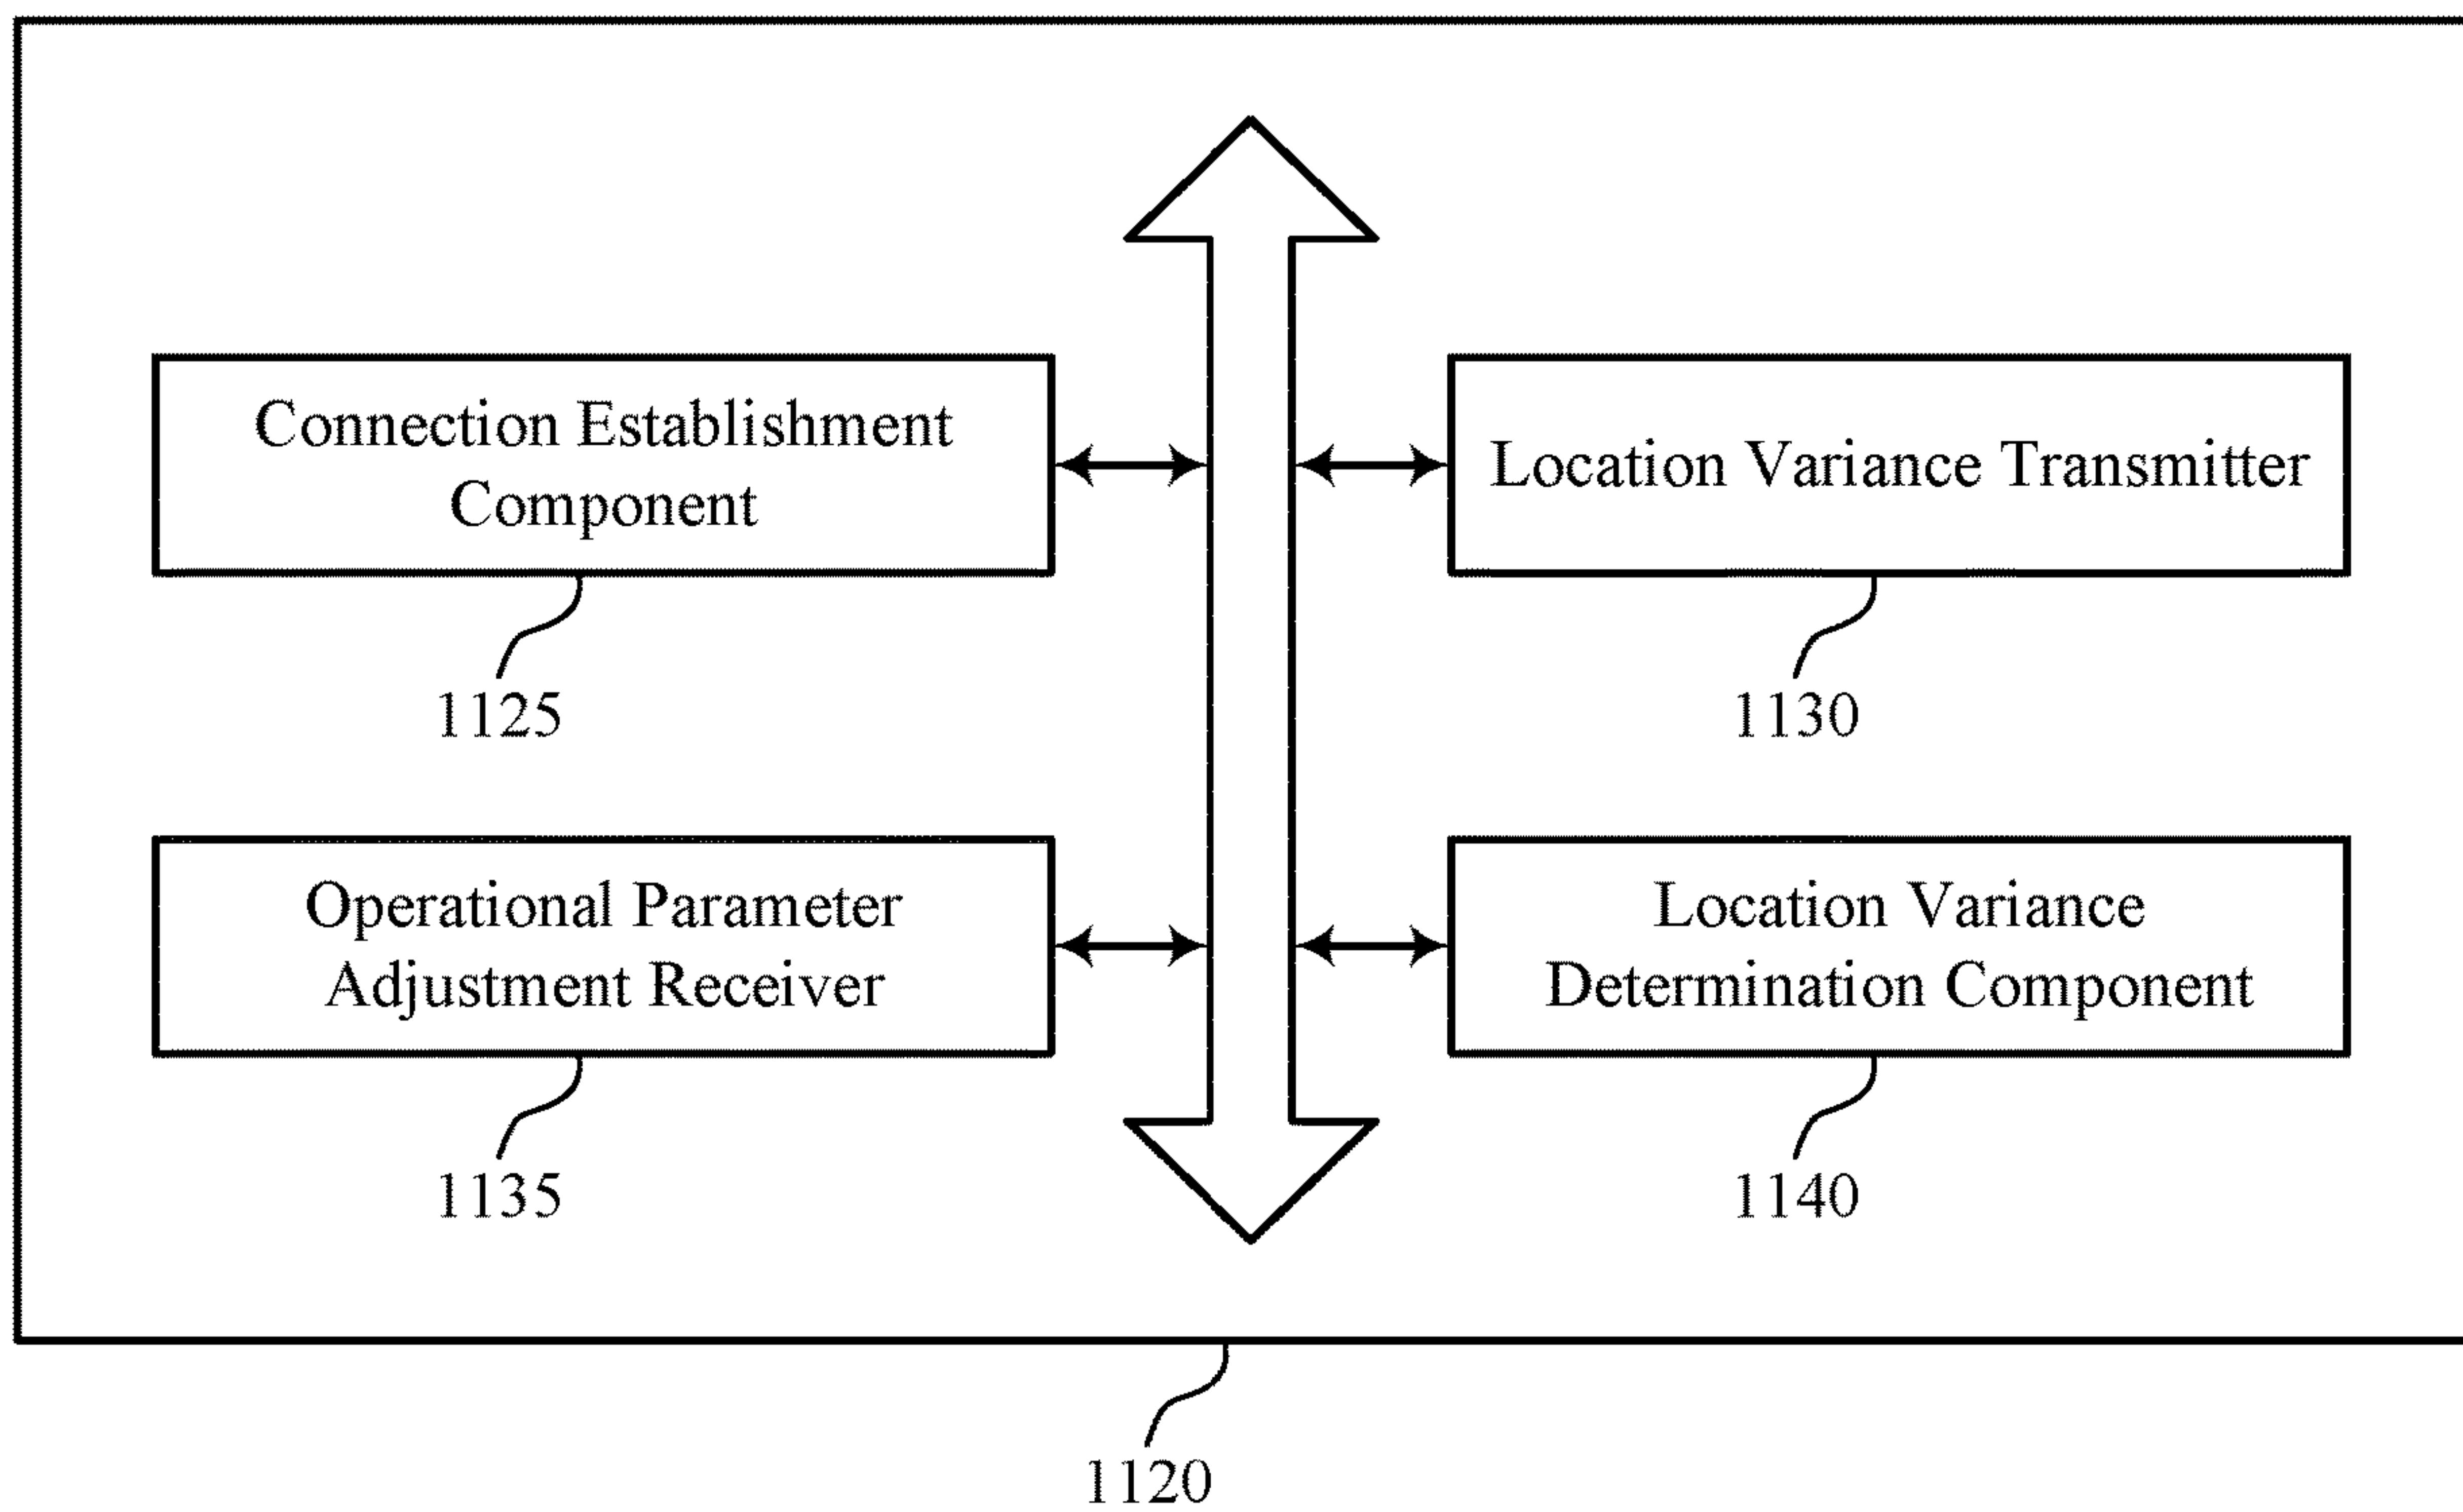 Connection Establishment
Component
1125
Location Variance Transmitter
1130
Operational Parameter
Adjustment Receiver
1135
Location Variance
Determination Component
1140
1120